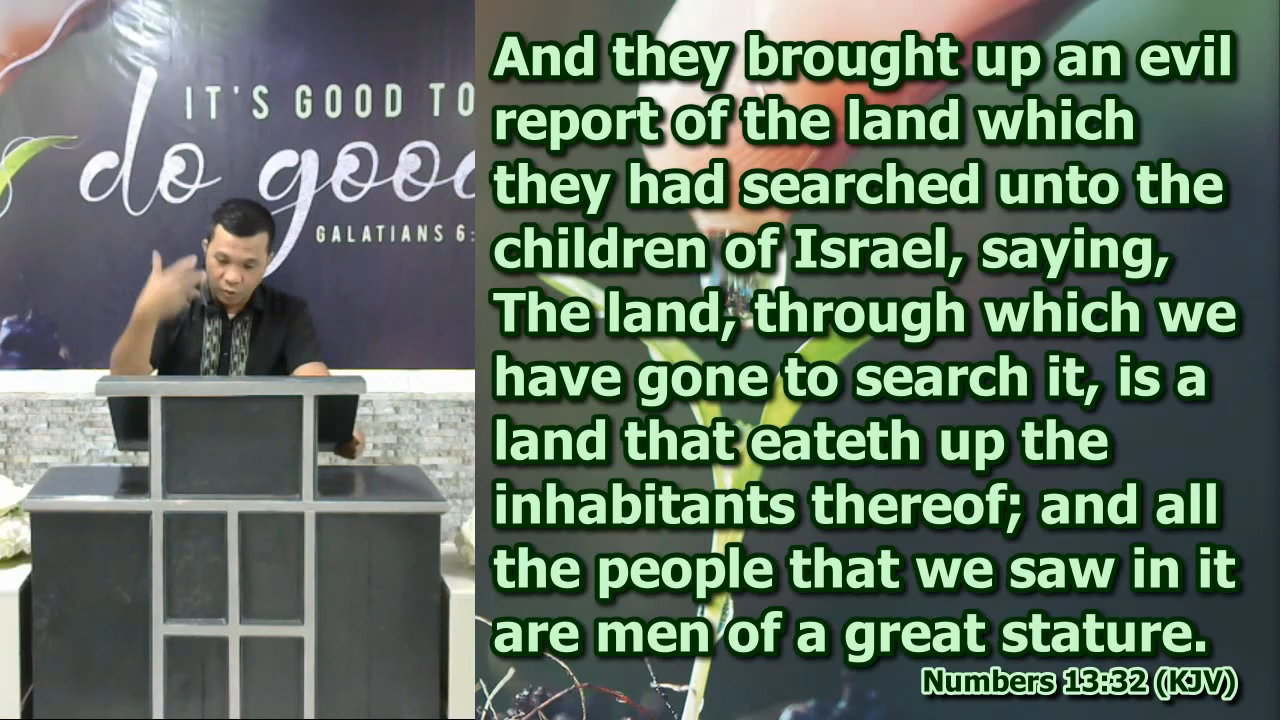 IT'S GOOD TO
do good
GALATIANS 6:
And they brought up an evil
report of the land which
they had searched unto the
children of Israel, saying,
The land, through which we
have gone to search it, is a
land that eateth up the
inhabitants thereof; and all
the people that we saw in it
are men of a great stature.
Numbers 13:32 (KJV)